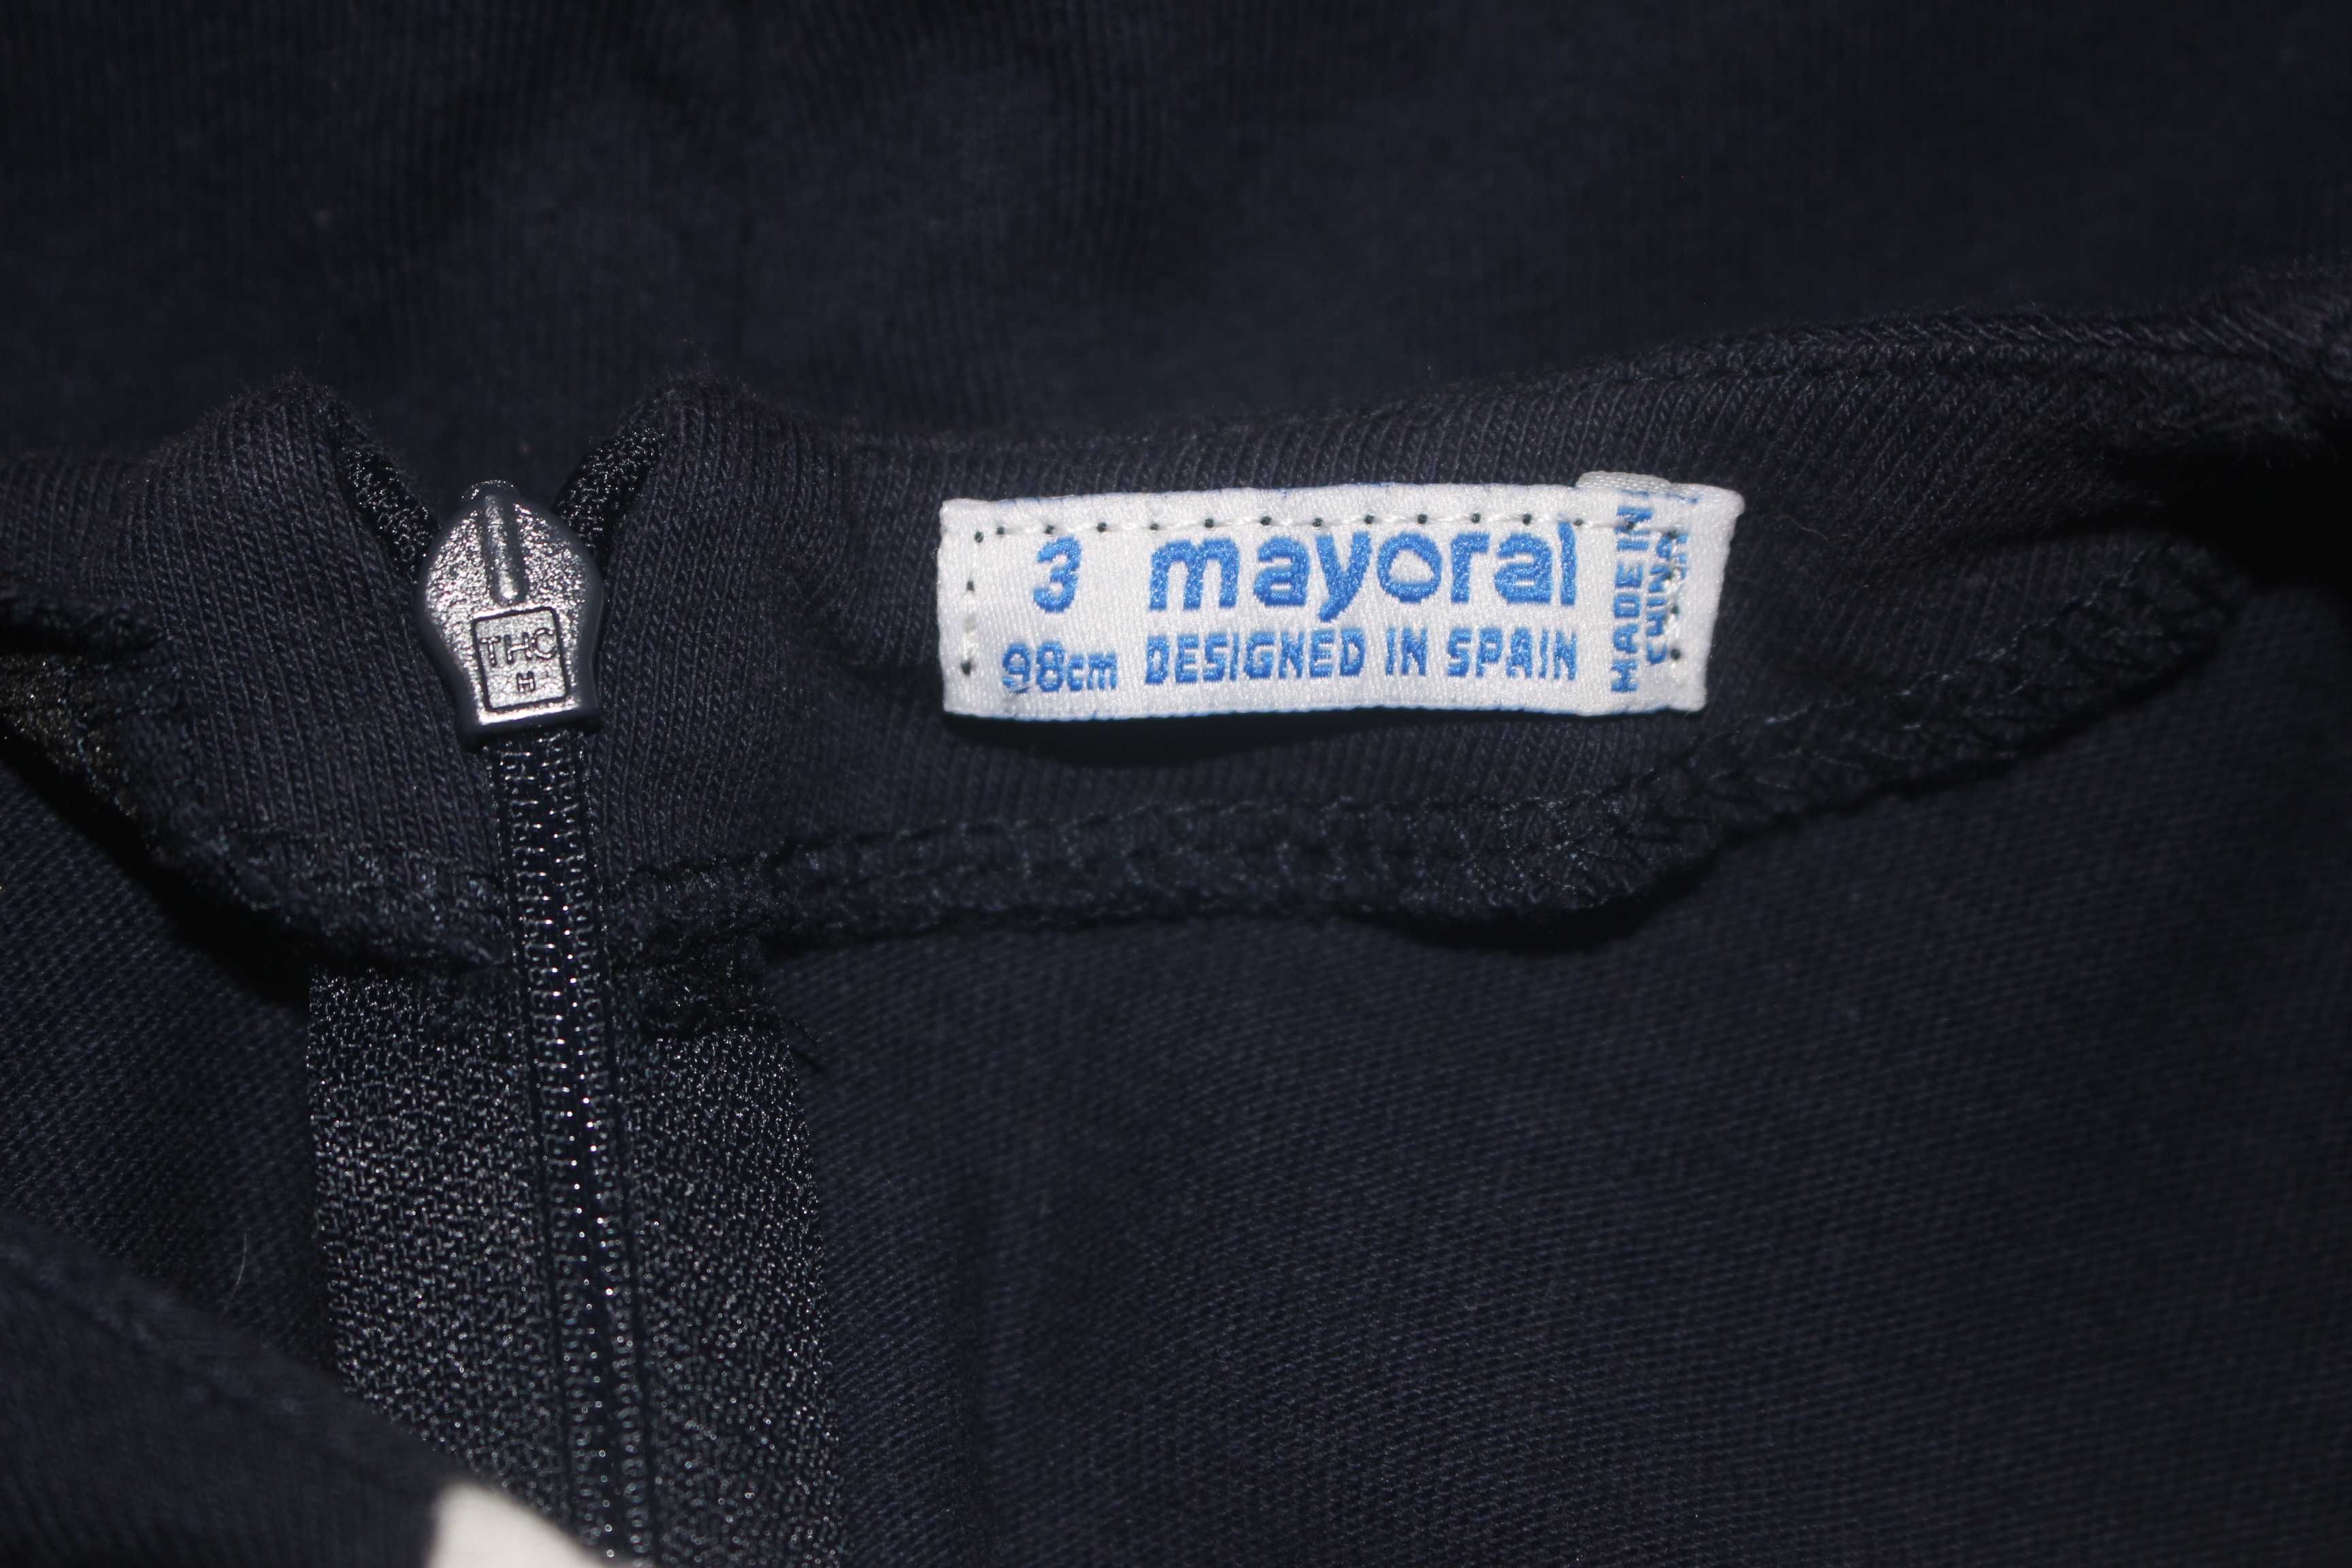 THC
H
3 mayoral
98cm DESIGNED IN SPAIN
MADE IN
CHINA